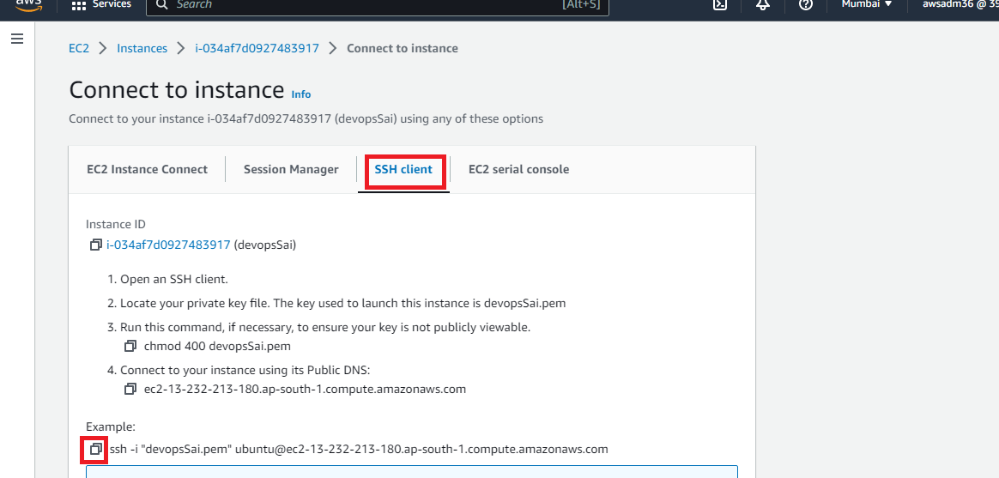 aws Services Search [Alt+S] Mumbai ▼ awsadm36 @ 39
EC2 > Instances > i-034af7d0927483917 > Connect to instance
Connect to instance Info
Connect to your instance i-034af7d0927483917 (devopsSai) using any of these options
EC2 Instance Connect Session Manager SSH client EC2 serial console
Instance ID
i-034af7d0927483917 (devopsSai)
1. Open an SSH client.
2. Locate your private key file. The key used to launch this instance is devopsSai.pem
3. Run this command, if necessary, to ensure your key is not publicly viewable.
chmod 400 devopsSai.pem
4. Connect to your instance using its Public DNS:
ec2-13-232-213-180.ap-south-1.compute.amazonaws.com
Example:
ssh -i "devopsSai.pem" ubuntu@ec2-13-232-213-180.ap-south-1.compute.amazonaws.com